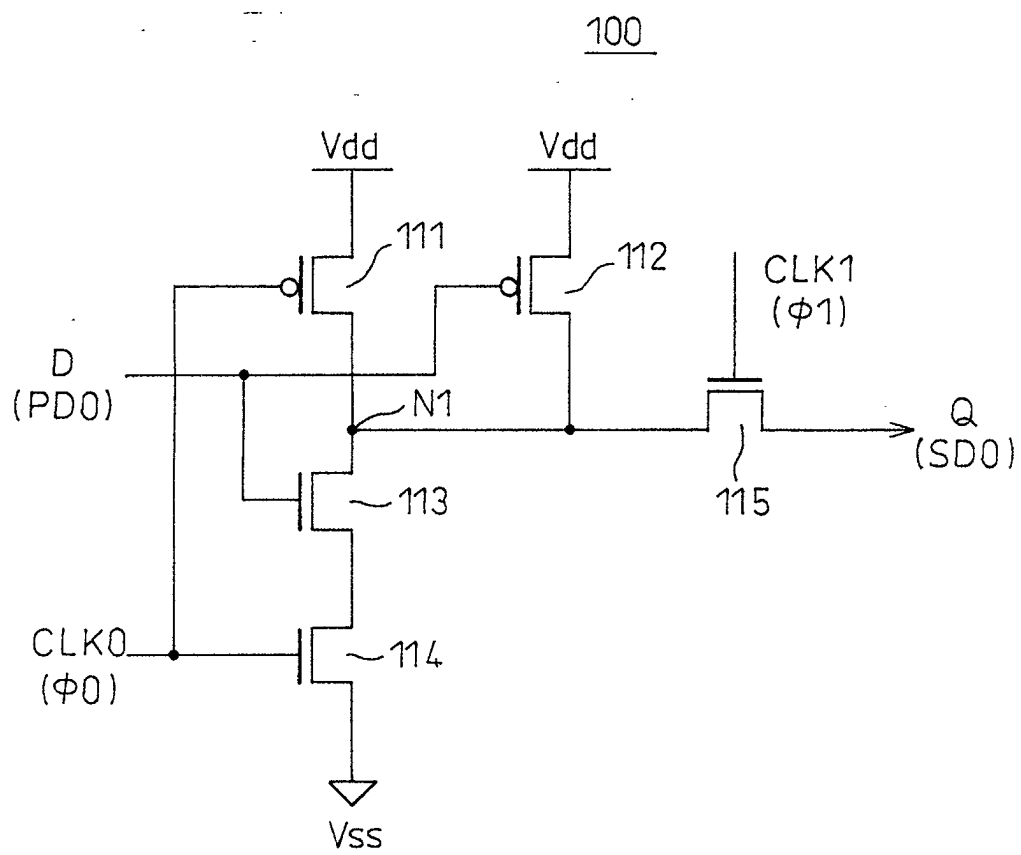 100
Vdd
Vdd
111
112
CLK1
(ϕ1)
D
(PD0)
N1
Q
(SD0)
113
115
CLK0
(ϕ0)
114
Vss